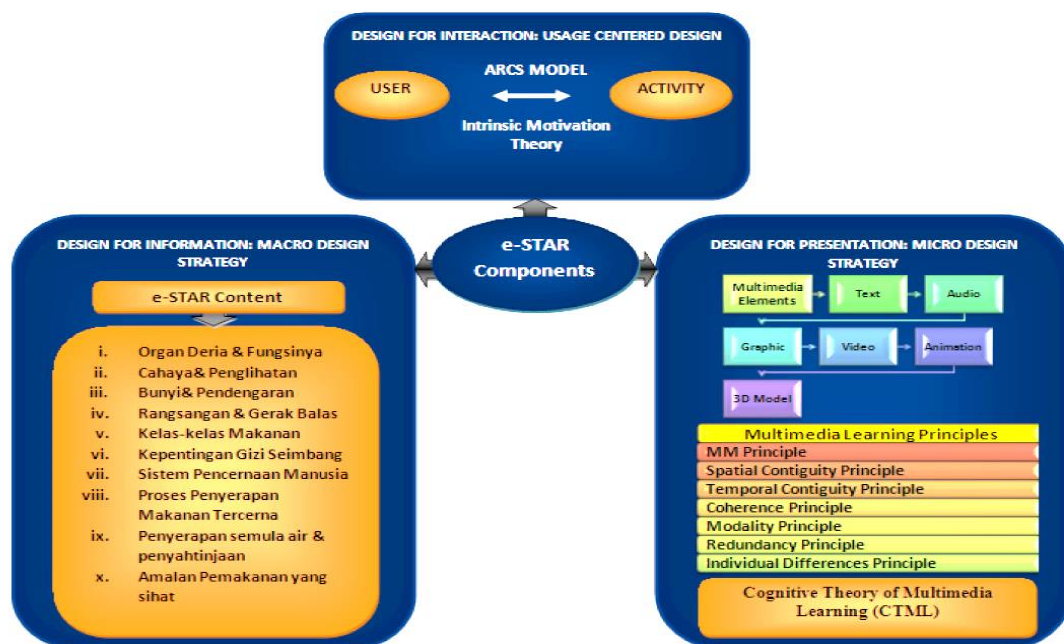 DESIGN FOR INTERACTION: USAGE CENTERED DESIGN
ARCS MODEL
USER
ACTIVITY
Intrinsic Motivation
Theory
e-STAR
Components
DESIGN FOR INFORMATION: MACRO DESIGN
STRATEGY
e-STAR Content
i. Organ Deria & Fungsinya
ii. Cahaya& Penglihatan
iii. Bunyi& Pendengaran
iv. Rangsangan & Gerak Balas
v. Kelas-kelas Makanan
vi. Kepentingan Gizi Seimbang
vii. Sistem Pencernaan Manusia
viii. Proses Penyerapan
Makanan Tercerna
ix. Penyerapan semula air &
penyahtinjaan
x. Amalan Pemakanan yang
sihat
DESIGN FOR PRESENTATION: MICRO DESIGN
STRATEGY
Multimedia
Elements
Text
Audio
Graphic
Video
Animation
3D Model
Multimedia Learning Principles
MM Principle
Spatial Contiguity Principle
Temporal Contiguity Principle
Coherence Principle
Modality Principle
Redundancy Principle
Individual Differences Principle
Cognitive Theory of Multimedia
Learning (CTML)